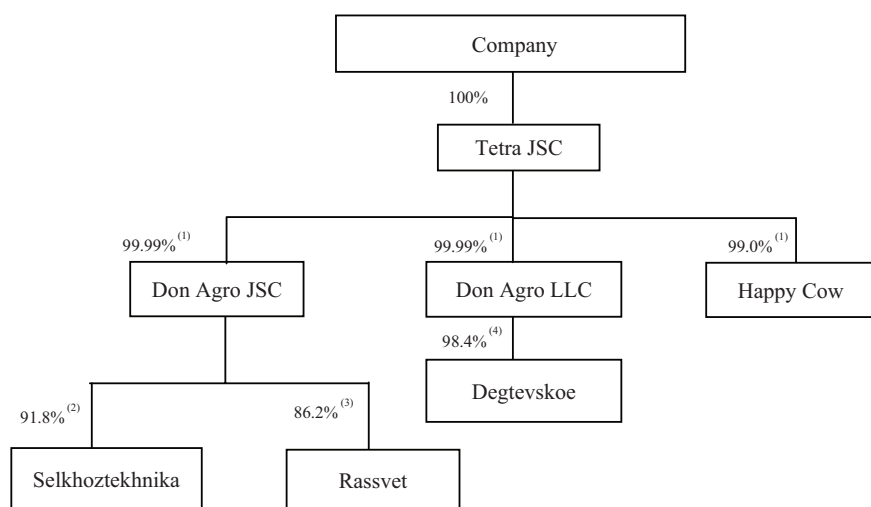 Company
100%
Tetra JSC
99.99% (1)
99.99% (1)
99.0% (1)
Don Agro JSC
Don Agro LLC
Happy Cow
98.4% (4)
Degtevskoe
91.8% (2)
86.2% (3)
Selkhoztekhnika
Rassvet